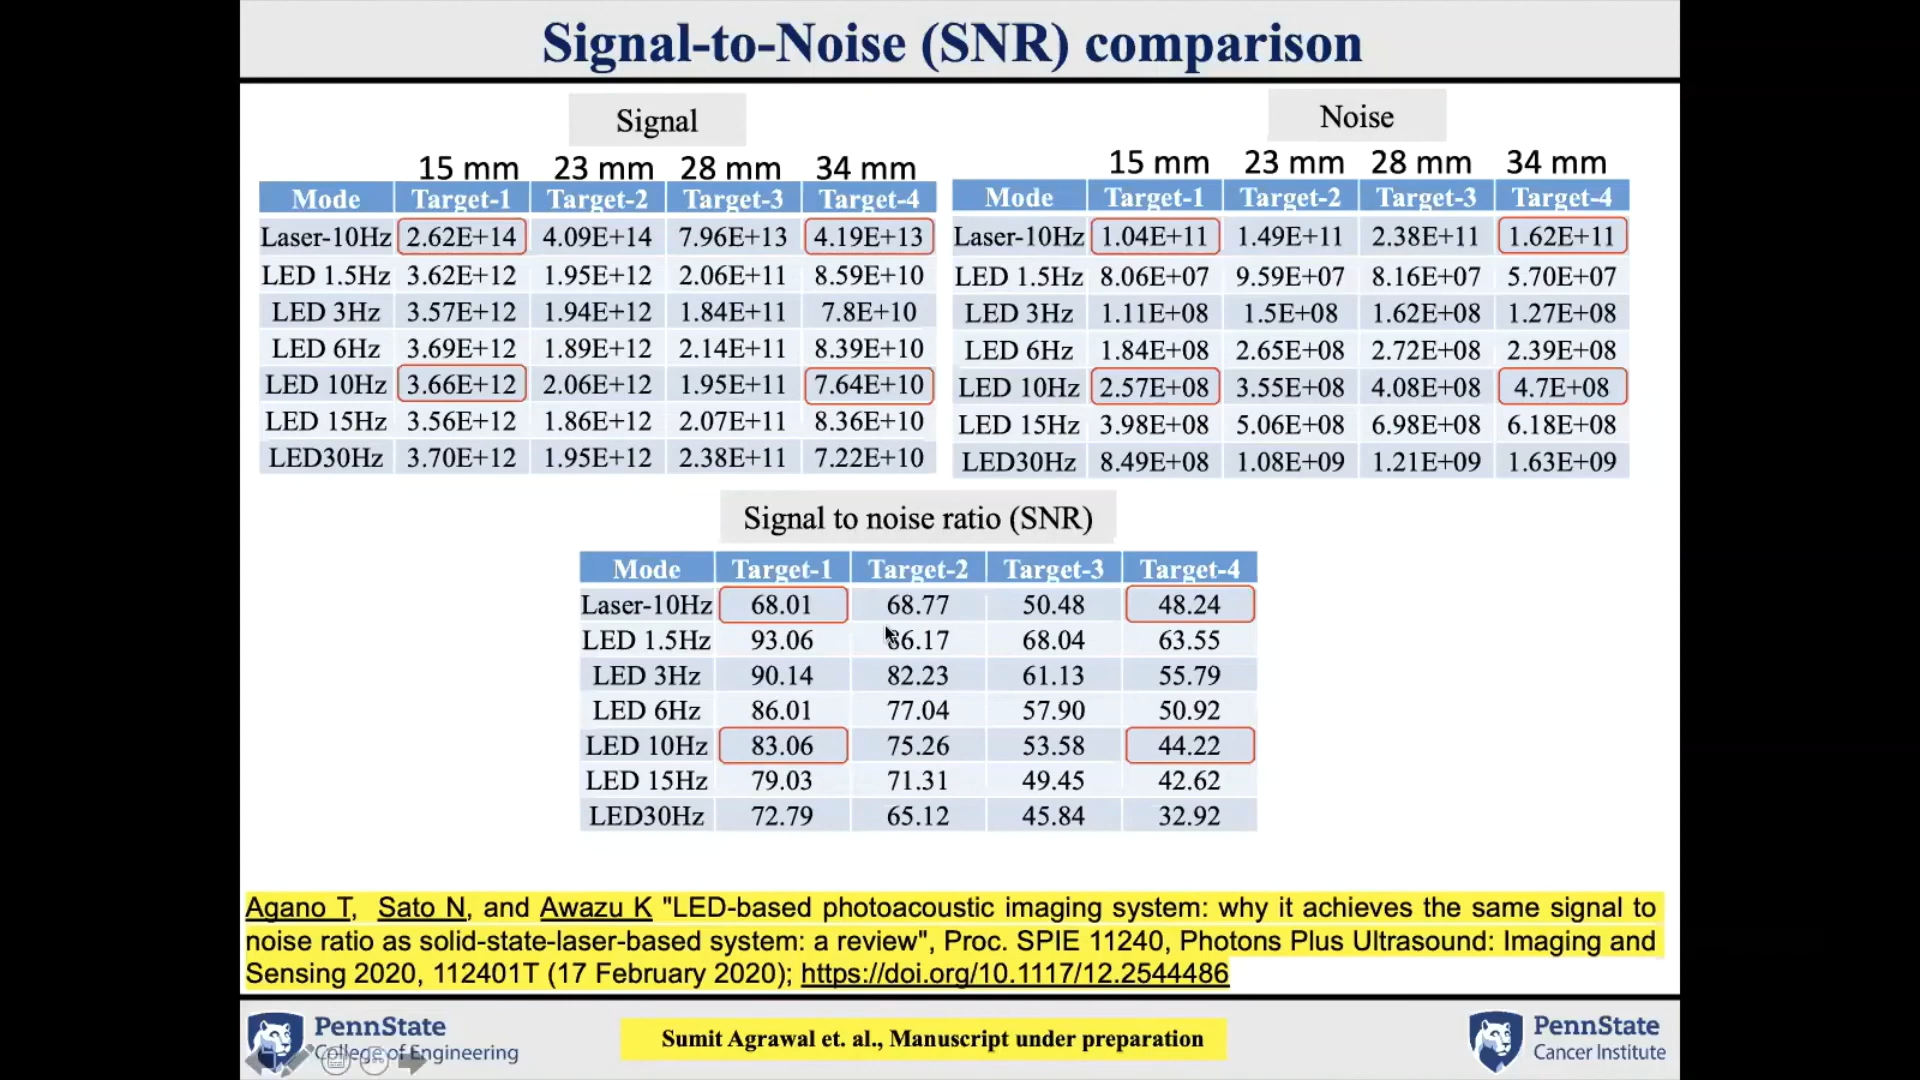 Signal-to-Noise (SNR) comparison
Signal
15 mm 23 mm 28 mm 34 mm
Mode Target-1 Target-2 Target-3 Target-4
Laser-10Hz 2.62E+14 4.09E+14 7.96E+13 4.19E+13
LED 1.5Hz 3.62E+12 1.95E+12 2.06E+11 8.59E+10
LED 3Hz 3.57E+12 1.94E+12 1.84E+11 7.8E+10
LED 6Hz 3.69E+12 1.89E+12 2.14E+11 8.39E+10
LED 10Hz 3.66E+12 2.06E+12 1.95E+11 7.64E+10
LED 15Hz 3.56E+12 1.86E+12 2.07E+11 8.36E+10
LED30Hz 3.70E+12 1.95E+12 2.38E+11 7.22E+10
Noise
15 mm 23 mm 28 mm 34 mm
Mode Target-1 Target-2 Target-3 Target-4
Laser-10Hz 1.04E+11 1.49E+11 2.38E+11 1.62E+11
LED 1.5Hz 8.06E+07 9.59E+07 8.16E+07 5.70E+07
LED 3Hz 1.11E+08 1.5E+08 1.62E+08 1.27E+08
LED 6Hz 1.84E+08 2.65E+08 2.72E+08 2.39E+08
LED 10Hz 2.57E+08 3.55E+08 4.08E+08 4.7E+08
LED 15Hz 3.98E+08 5.06E+08 6.98E+08 6.18E+08
LED30Hz 8.49E+08 1.08E+09 1.21E+09 1.63E+09
Signal to noise ratio (SNR)
Mode Target-1 Target-2 Target-3 Target-4
Laser-10Hz 68.01 68.77 50.48 48.24
LED 1.5Hz 93.06 86.17 68.04 63.55
LED 3Hz 90.14 82.23 61.13 55.79
LED 6Hz 86.01 77.04 57.90 50.92
LED 10Hz 83.06 75.26 53.58 44.22
LED 15Hz 79.03 71.31 49.45 42.62
LED30Hz 72.79 65.12 45.84 32.92
Agano T, Sato N, and Awazu K "LED-based photoacoustic imaging system: why it achieves the same signal to
noise ratio as solid-state-laser-based system: a review", Proc. SPIE 11240, Photons Plus Ultrasound: Imaging and
Sensing 2020, 112401T (17 February 2020); https://doi.org/10.1117/12.2544486
PennState
College of Engineering
Sumit Agrawal et. al., Manuscript under preparation
PennState
Cancer Institute